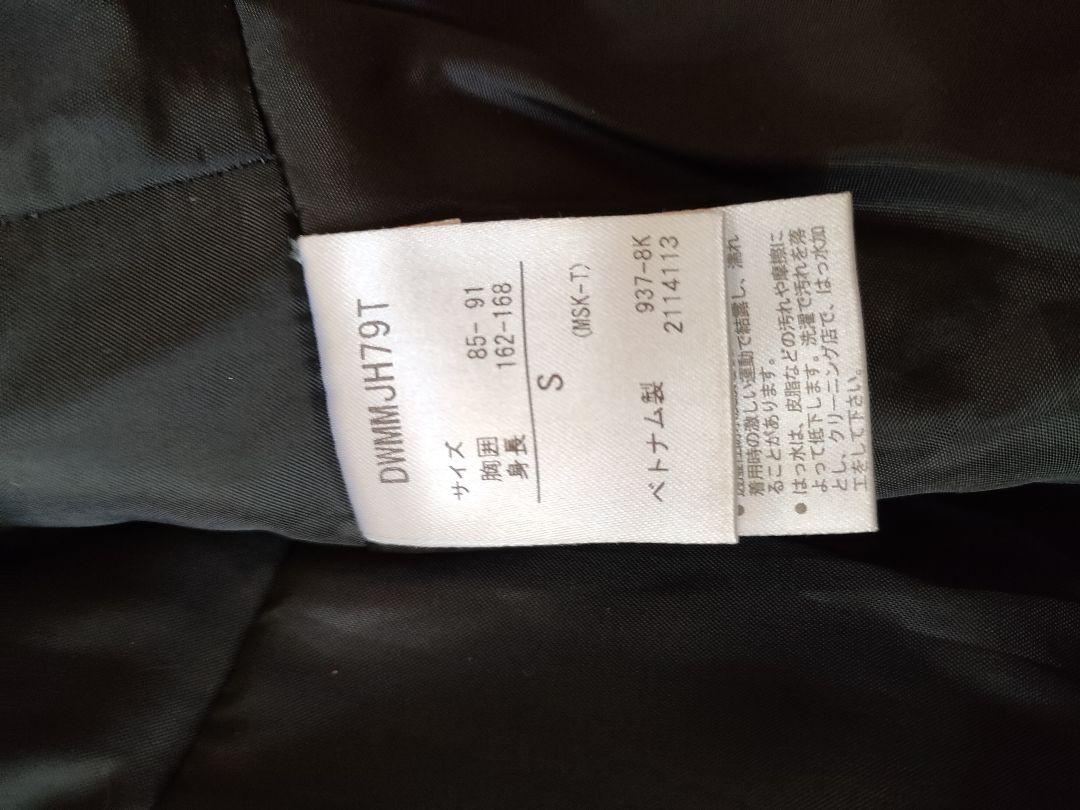 DWMMJH79T
サイズ
胸囲 85- 91
身長 162-168
S
(MSK-T)
ベトナム製 937-8K
2114113
着用時の激しい運動で結露し、濡れ
ることがあります。
● はっ水は、皮脂などの汚れや摩擦に
よって低下します。洗濯で汚れを落
とし、クリーニング店で、はっ水加
工をして下さい。